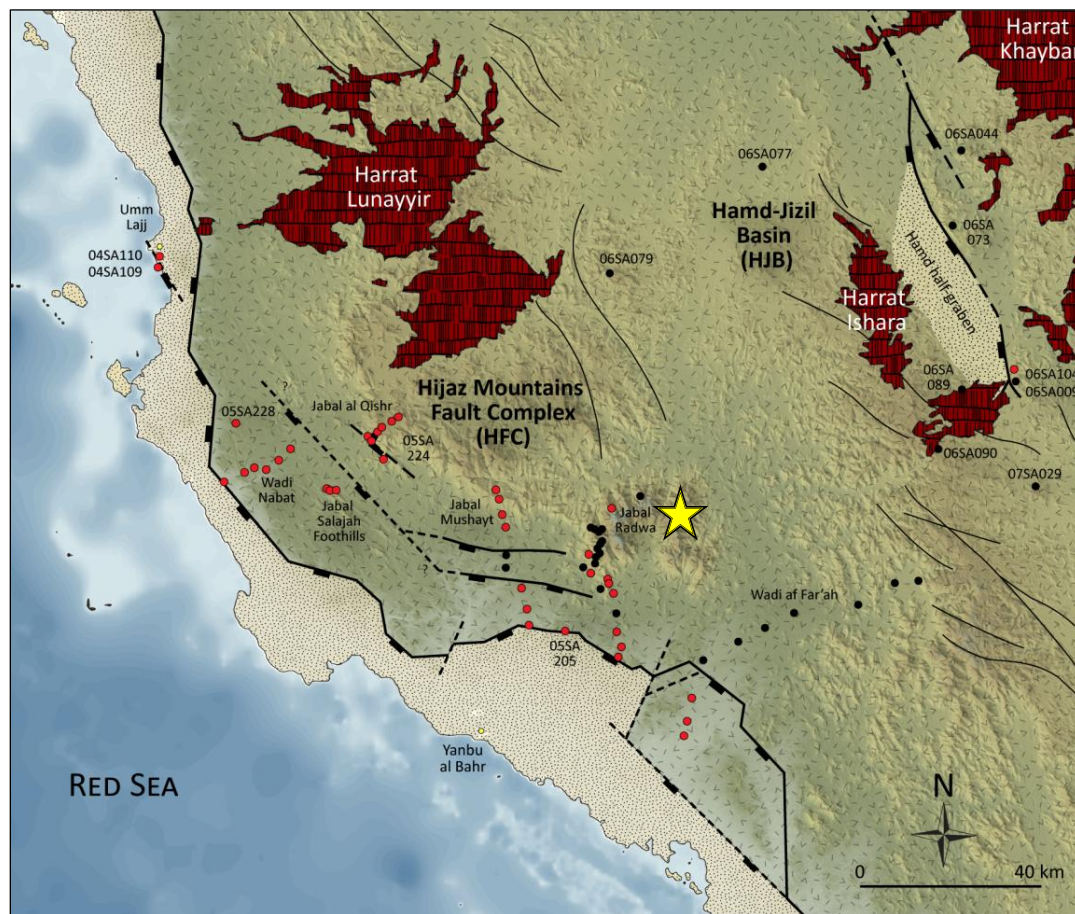 Harrat
Khaybar
06SA044
06SA077
Harrat
Lunayyir
Umm
Lajj
Hamd-Jizil
Basin
(HJB)
06SA
073
04SA110
04SA109
06SA079
Hamd half-graben
Harrat
Ishara
06SA
089
06SA104
06SA009
?
Hijaz Mountains
Fault Complex
(HFC)
Jabal al Qishr
05SA228
05SA
224
06SA090
07SA029
Wadi
Nabat
Jabal
Salajah
Foothills
Jabal
Mushayt
Jabal
Radwa
?
Wadi af Far'ah
05SA
205
Yanbu
al Bahr
RED SEA
N
0 40 km